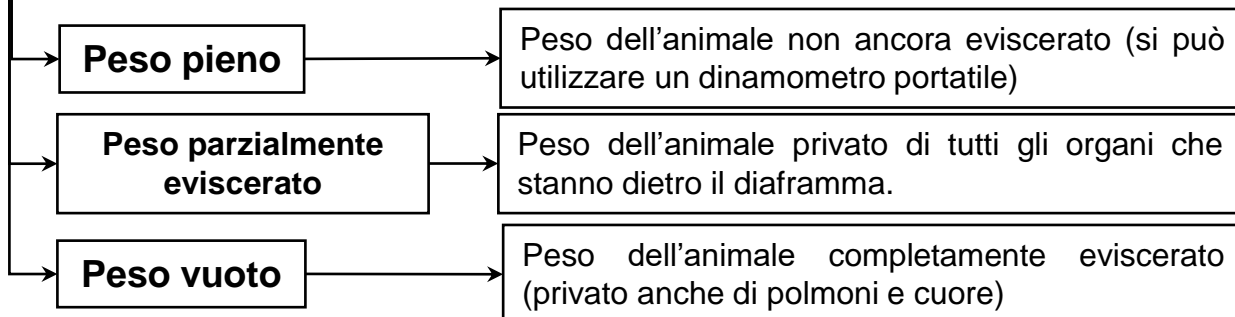 Peso pieno
Peso dell’animale non ancora eviscerato (si può
utilizzare un dinamometro portatile)
Peso parzialmente
eviscerato
Peso dell’animale privato di tutti gli organi che
stanno dietro il diaframma.
Peso vuoto
Peso dell’animale completamente eviscerato
(privato anche di polmoni e cuore)